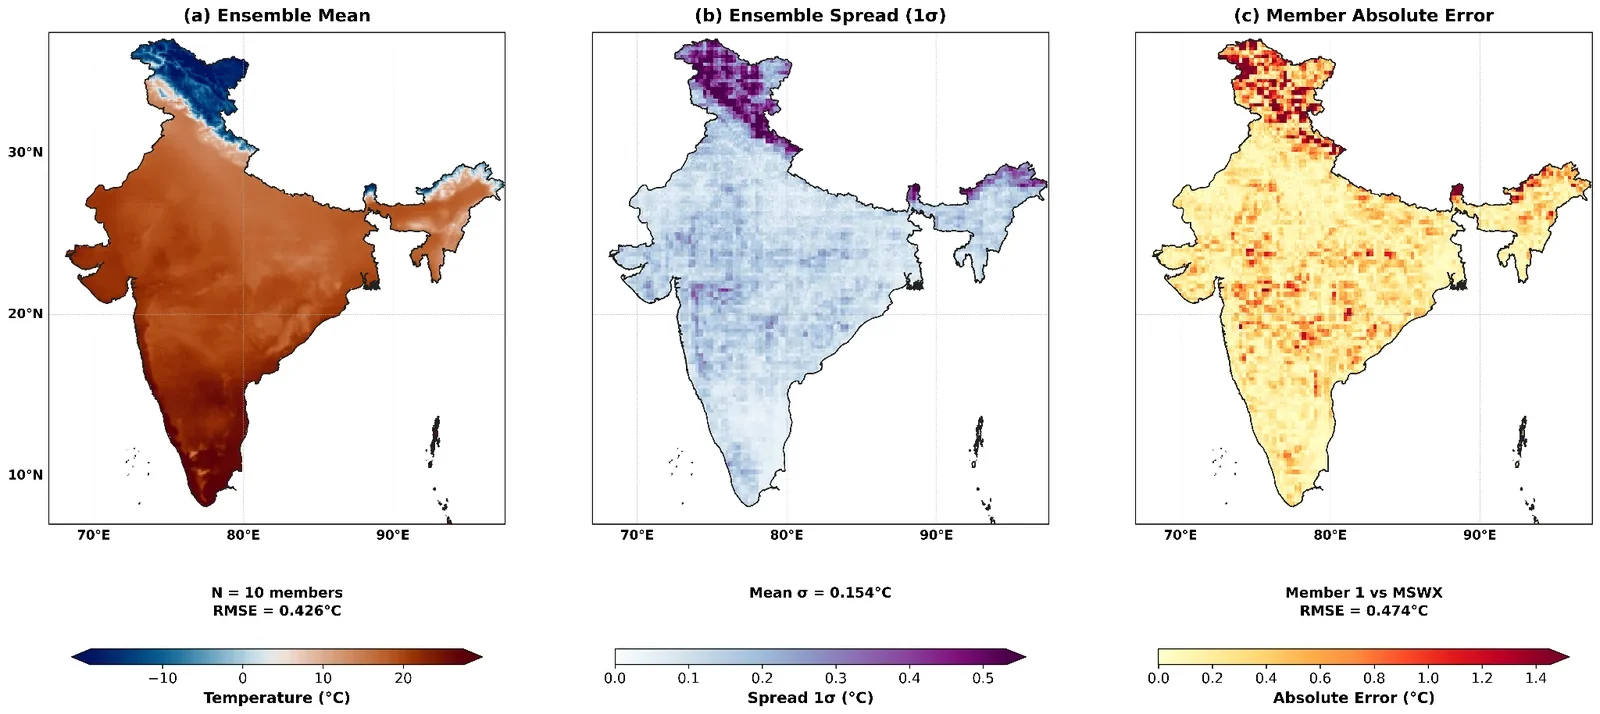 (a) Ensemble Mean
(b) Ensemble Spread (1σ)
(c) Member Absolute Error
30°N
20°N
10°N
70°E 80°E 90°E
70°E 80°E 90°E
70°E 80°E 90°E
N = 10 members
RMSE = 0.426°C
Mean σ = 0.154°C
Member 1 vs MSWX
RMSE = 0.474°C
−10 0 10 20
Temperature (°C)
0.0 0.1 0.2 0.3 0.4 0.5
Spread 1σ (°C)
0.0 0.2 0.4 0.6 0.8 1.0 1.2 1.4
Absolute Error (°C)